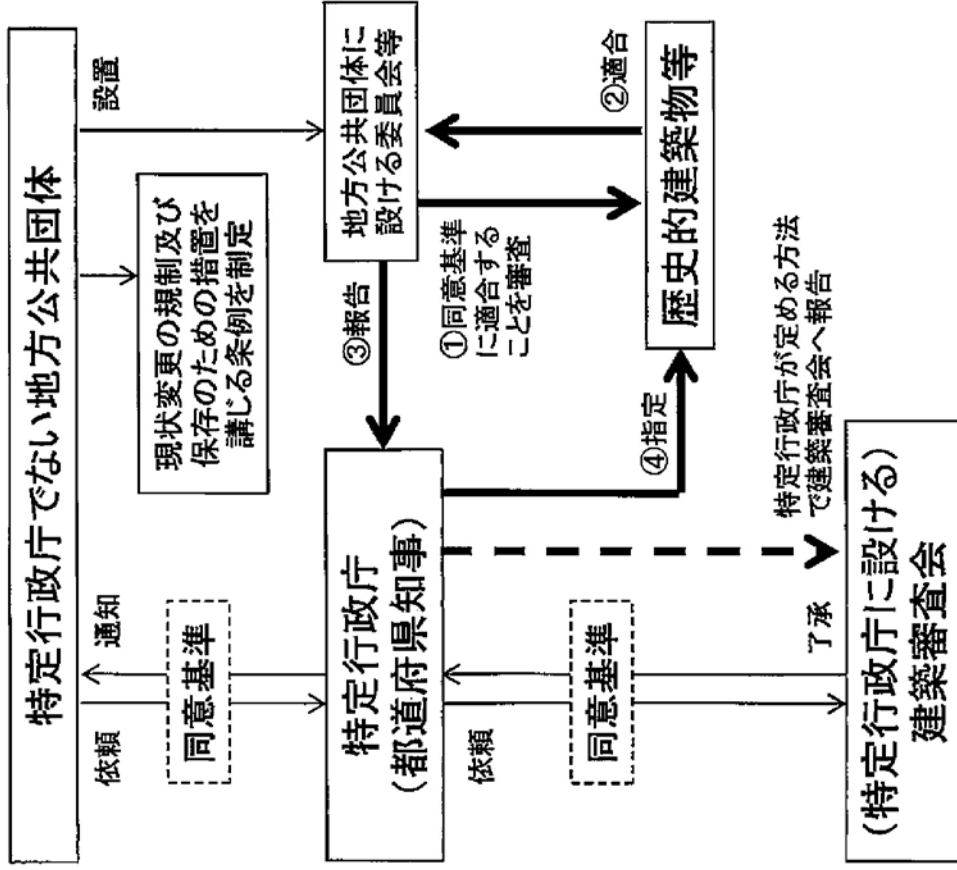 特定行政庁でない地方公共団体
依頼
通知
同意基準
現状変更の規制及び
保存のための措置を
講じる条例を制定
設置
特定行政庁
(都道府県知事)
③報告
地方公共団体に
設ける委員会等
①同意基準
に適合する
ことを審査
②適合
④指定
歴史的建築物等
依頼
同意基準
了承
特定行政庁が定める方法
で建築審査会へ報告
(特定行政庁に設ける)
建築審査会